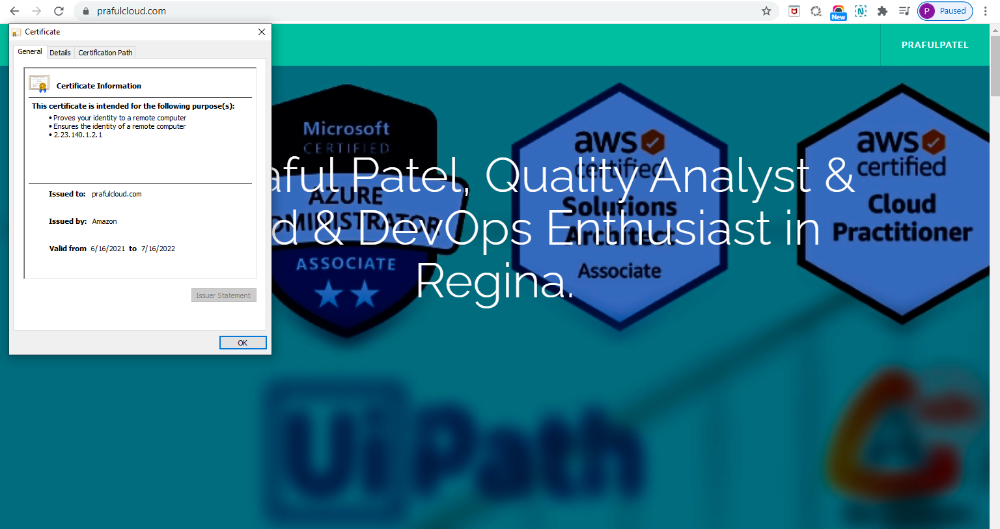 prafulcloud.com
New
P Paused
Certificate
General Details Certification Path
Certificate Information
This certificate is intended for the following purpose(s):
• Proves your identity to a remote computer
• Ensures the identity of a remote computer
• 2.23.140.1.2.1
Issued to: prafulcloud.com
Issued by: Amazon
Valid from 6/16/2021 to 7/16/2022
Issuer Statement
OK
PRAFULPATEL
aful Patel, Quality Analyst &
d & DevOps Enthusiast in
Regina.
Microsoft
CERTIFIED
AZURE
DMINISTRATOR
ASSOCIATE
aws
certified
Solutions
Architect
Associate
aws
certified
Cloud
Practitioner
UiPath